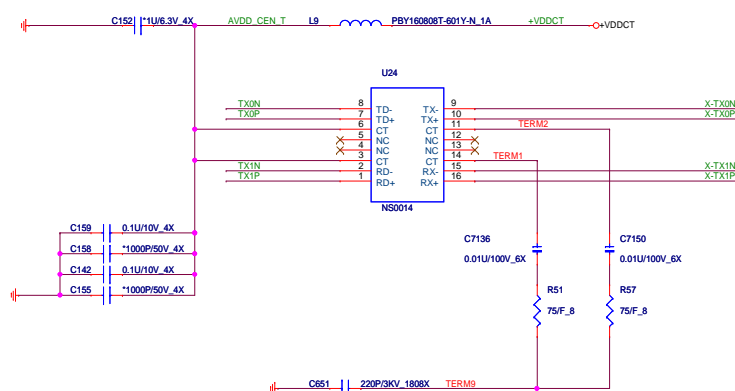 C152 *1U/6.3V_4X AVDD_CEN_T L9 PBY160808T-601Y-N_1A +VDDCT +VDDCT
U24
TX0N 8 TD- TX- 9 X-TX0N
TX0P 7 TD+ TX+ 10 X-TX0P
6 CT CT 11 TERM2
5 NC NC 12
4 NC NC 13
3 CT CT 14 TERM1
TX1N 2 RD- RX- 15 X-TX1N
TX1P 1 RD+ RX+ 16 X-TX1P
NS0014
C159 0.1U/10V_4X
C158 *1000P/50V_4X
C142 0.1U/10V_4X
C155 *1000P/50V_4X
C7136 C7150
0.01U/100V_6X 0.01U/100V_6X
R51 R57
75/F_8 75/F_8
C651 220P/3KV_1808X TERM9